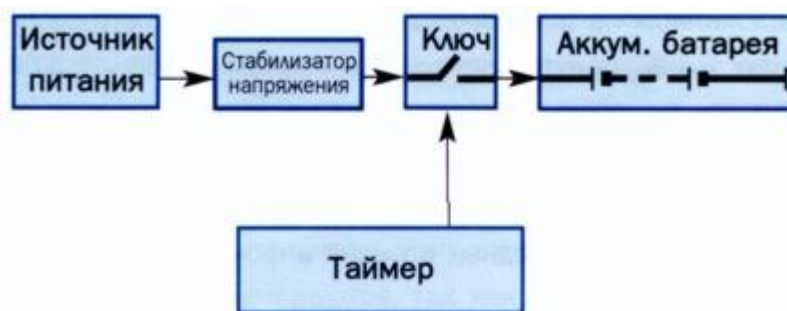 Источник
питания
Стабилизатор
напряжения
Ключ
Аккум. батарея
Таймер